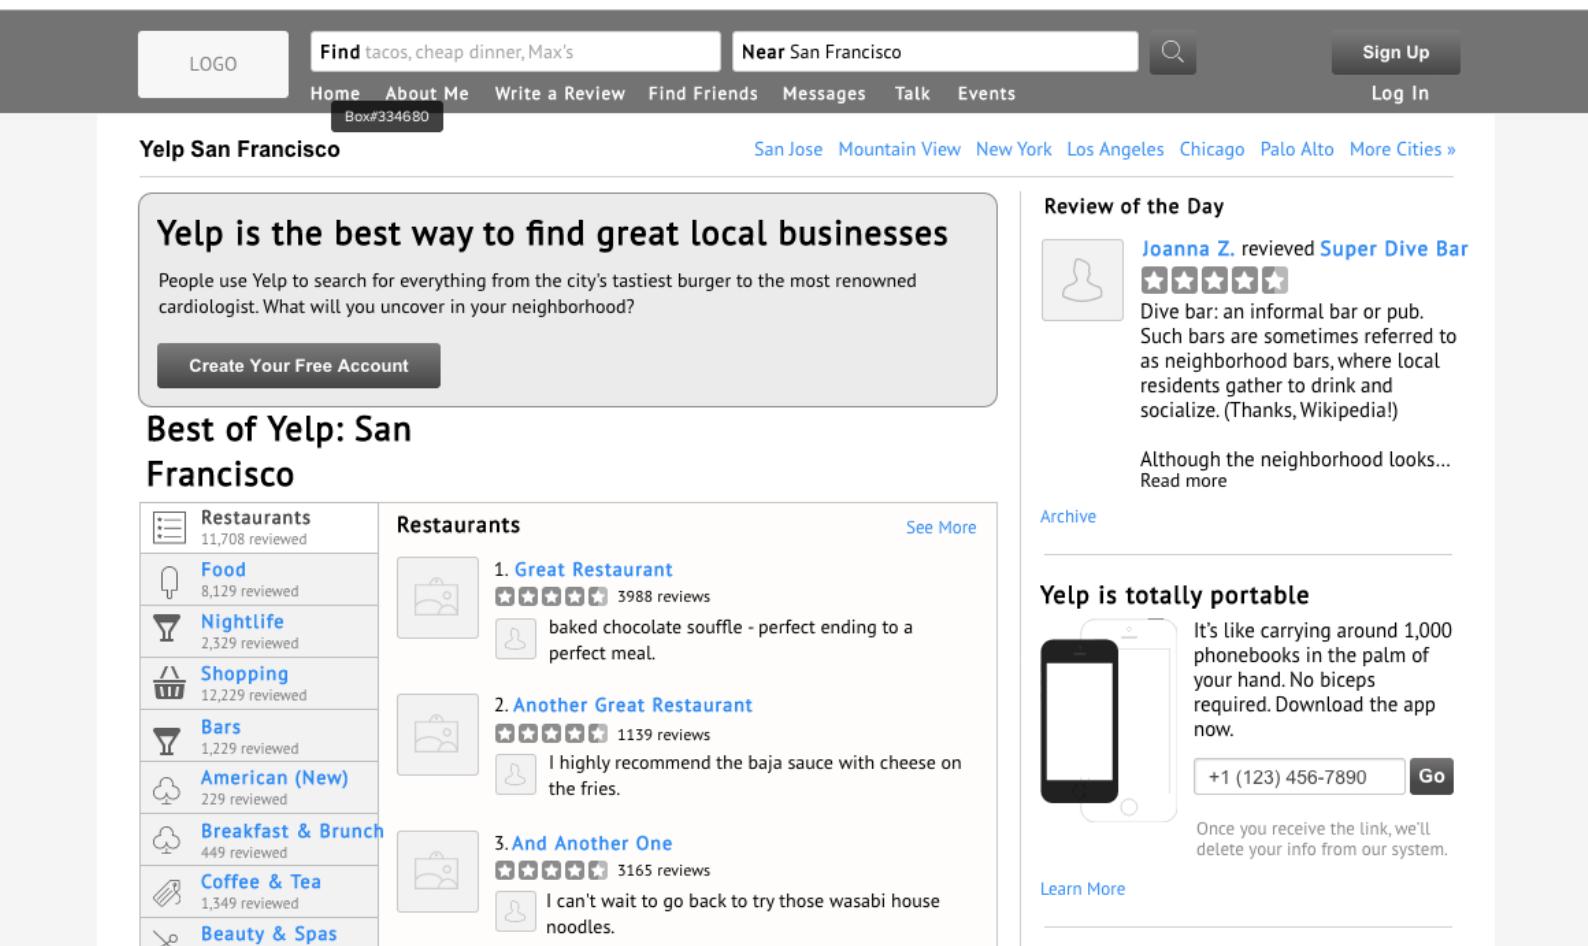 LOGO
Find tacos, cheap dinner, Max's
Near San Francisco
Sign Up
Home About Me Write a Review Find Friends Messages Talk Events
Log In
Box#334680
Yelp San Francisco
San Jose Mountain View New York Los Angeles Chicago Palo Alto More Cities »
Yelp is the best way to find great local businesses
People use Yelp to search for everything from the city's tastiest burger to the most renowned
cardiologist. What will you uncover in your neighborhood?
Create Your Free Account
Best of Yelp: San
Francisco
Restaurants
11,708 reviewed
Food
8,129 reviewed
Nightlife
2,329 reviewed
Shopping
12,229 reviewed
Bars
1,229 reviewed
American (New)
229 reviewed
Breakfast & Brunch
449 reviewed
Coffee & Tea
1,349 reviewed
Beauty & Spas
Restaurants
See More
1. Great Restaurant
3988 reviews
baked chocolate souffle - perfect ending to a
perfect meal.
2. Another Great Restaurant
1139 reviews
I highly recommend the baja sauce with cheese on
the fries.
3. And Another One
3165 reviews
I can't wait to go back to try those wasabi house
noodles.
Review of the Day
Joanna Z. revieved Super Dive Bar
Dive bar: an informal bar or pub.
Such bars are sometimes referred to
as neighborhood bars, where local
residents gather to drink and
socialize. (Thanks, Wikipedia!)
Although the neighborhood looks...
Read more
Archive
Yelp is totally portable
It's like carrying around 1,000
phonebooks in the palm of
your hand. No biceps
required. Download the app
now.
+1 (123) 456-7890
Go
Once you receive the link, we'll
delete your info from our system.
Learn More